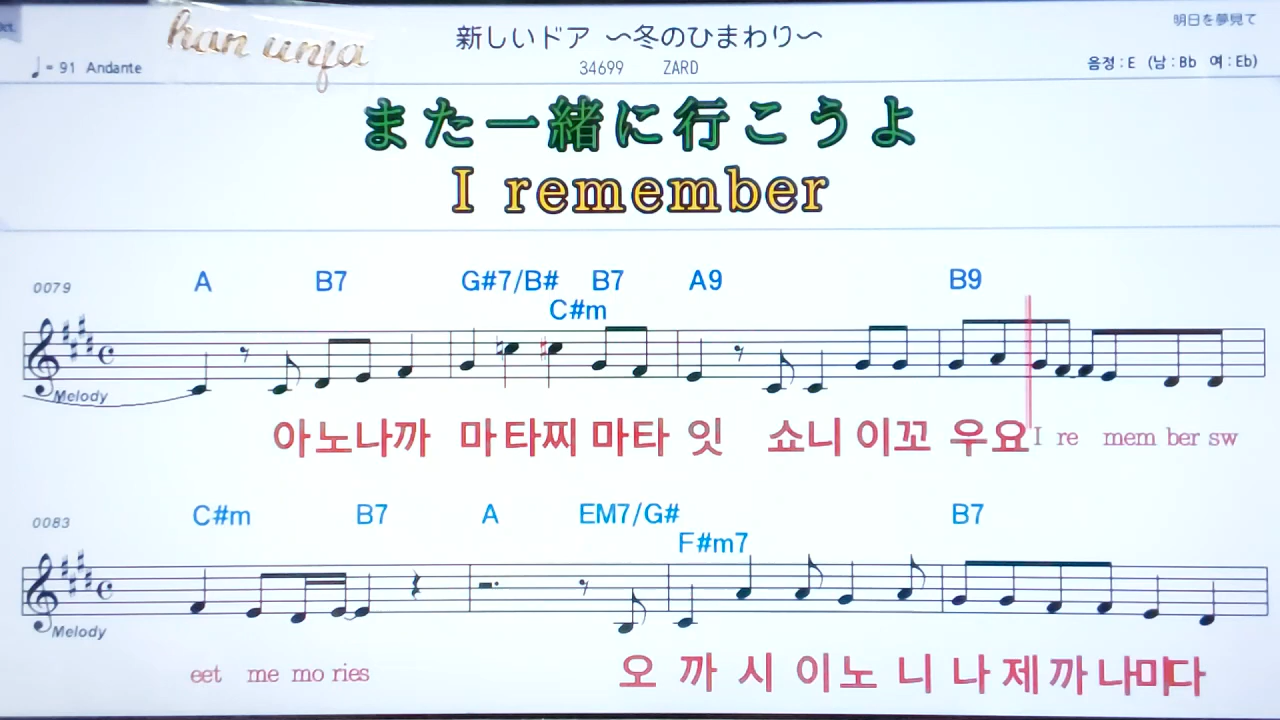 han unja
新しいドア ～冬のひまわり～
明日を夢見て
♩= 91 Andante
34699 ZARD
음정 : E (남 : Bb 여 : Eb)
また一緒に行こうよ
I remember
0079 A B7 G#7/B# B7 A9 B9
C#m
Melody
아노나까 마타찌 마타 잇 쇼니 이꼬 우요 I re mem ber sw
0083 C#m B7 A EM7/G# B7
F#m7
Melody
eet me mo ries 오 까 시 이노 니 나 제까 나미다